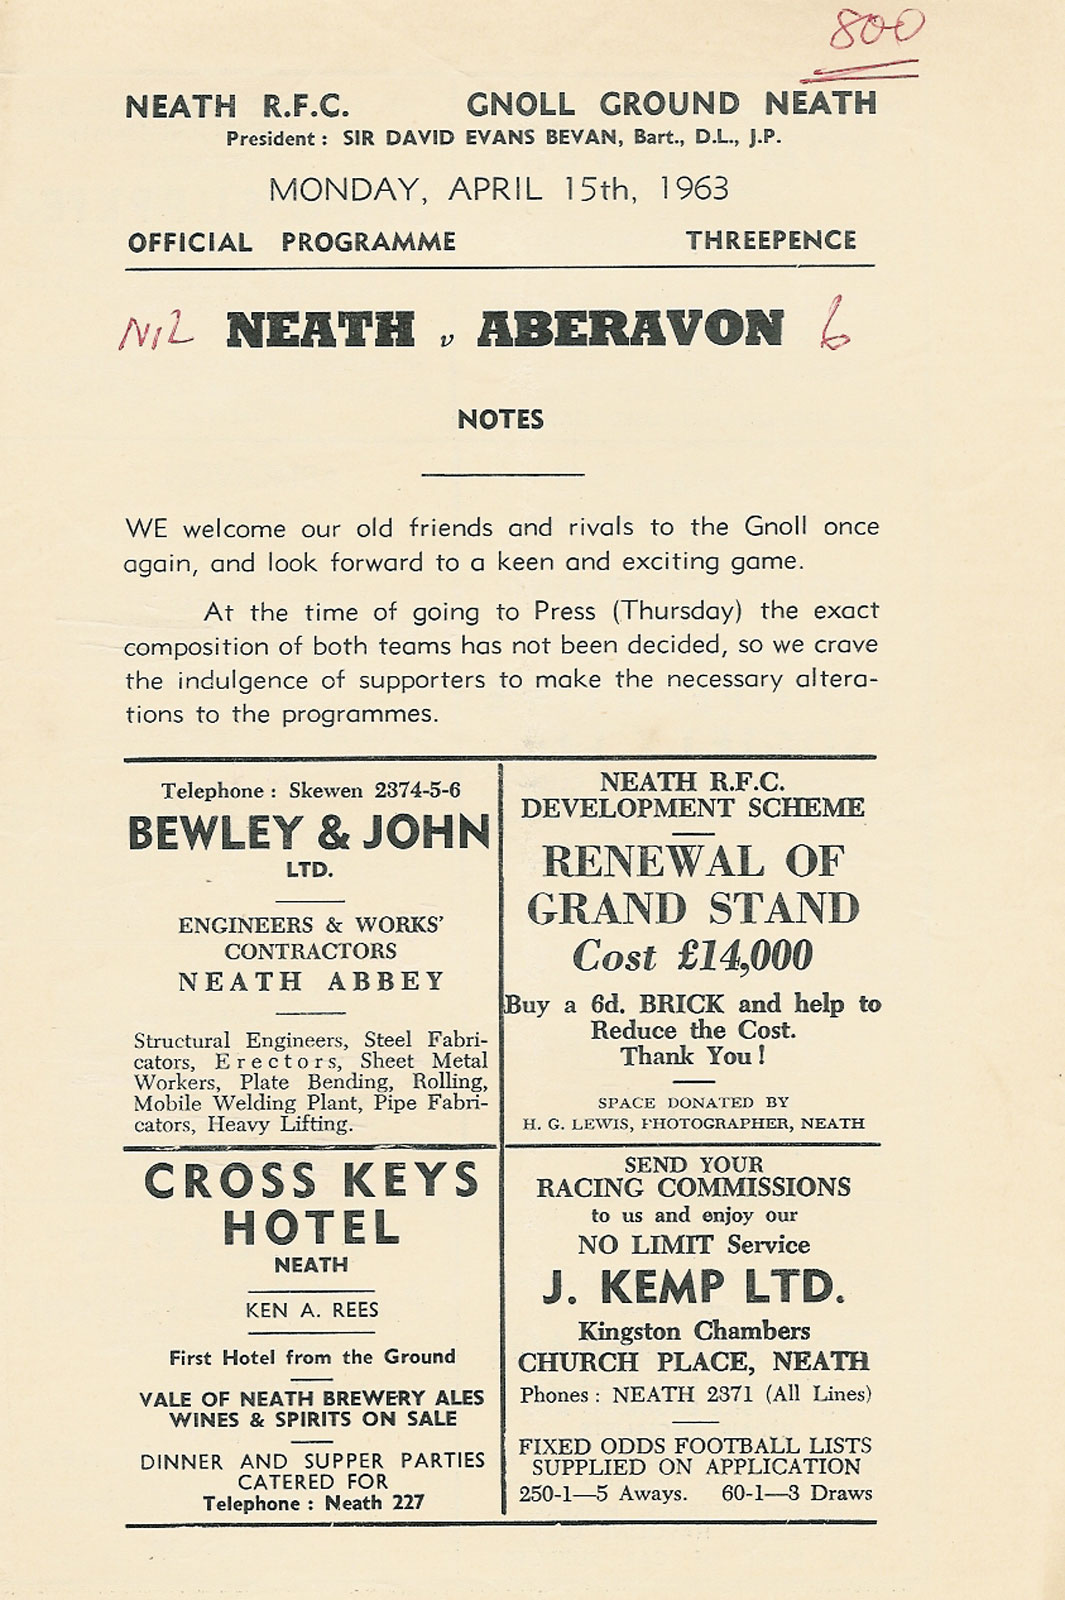 800
NEATH R.F.C. GNOLL GROUND NEATH
President : SIR DAVID EVANS BEVAN, Bart., D.L., J.P.
MONDAY, APRIL 15th, 1963
OFFICIAL PROGRAMME THREEPENCE
NIL NEATH v ABERAVON 6
NOTES
WE welcome our old friends and rivals to the Gnoll once
again, and look forward to a keen and exciting game.
At the time of going to Press (Thursday) the exact
composition of both teams has not been decided, so we crave
the indulgence of supporters to make the necessary altera-
tions to the programmes.
Telephone : Skewen 2374-5-6
BEWLEY & JOHN
LTD.
ENGINEERS & WORKS'
CONTRACTORS
NEATH ABBEY
Structural Engineers, Steel Fabri-
cators, Erectors, Sheet Metal
Workers, Plate Bending, Rolling,
Mobile Welding Plant, Pipe Fabri-
cators, Heavy Lifting.
NEATH R.F.C.
DEVELOPMENT SCHEME
RENEWAL OF
GRAND STAND
Cost £14,000
Buy a 6d. BRICK and help to
Reduce the Cost.
Thank You !
SPACE DONATED BY
H. G. LEWIS, PHOTOGRAPHER, NEATH
CROSS KEYS
HOTEL
NEATH
KEN A. REES
First Hotel from the Ground
VALE OF NEATH BREWERY ALES
WINES & SPIRITS ON SALE
DINNER AND SUPPER PARTIES
CATERED FOR
Telephone : Neath 227
SEND YOUR
RACING COMMISSIONS
to us and enjoy our
NO LIMIT Service
J. KEMP LTD.
Kingston Chambers
CHURCH PLACE, NEATH
Phones : NEATH 2371 (All Lines)
FIXED ODDS FOOTBALL LISTS
SUPPLIED ON APPLICATION
250-1—5 Aways. 60-1—3 Draws